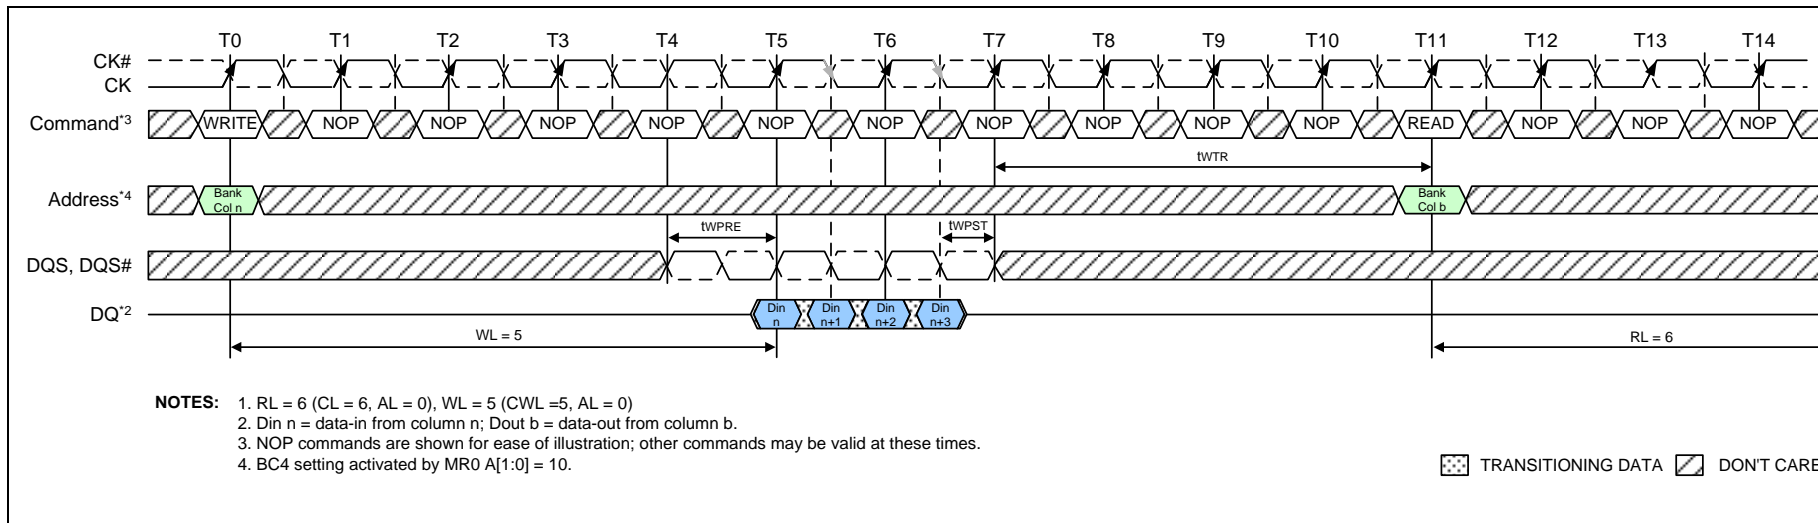 T0 T1 T2 T3 T4 T5 T6 T7 T8 T9 T10 T11 T12 T13 T14
CK#
CK
Command*3 WRITE NOP NOP NOP NOP NOP NOP NOP NOP NOP NOP READ NOP NOP NOP
tWTR
Address*4 Bank Col n Bank Col b
tWPRE tWPST
DQS, DQS#
DQ*2 Din n Din n+1 Din n+2 Din n+3
WL = 5 RL = 6
NOTES: 1. RL = 6 (CL = 6, AL = 0), WL = 5 (CWL =5, AL = 0)
2. Din n = data-in from column n; Dout b = data-out from column b.
3. NOP commands are shown for ease of illustration; other commands may be valid at these times.
4. BC4 setting activated by MR0 A[1:0] = 10.
TRANSITIONING DATA DON'T CARE